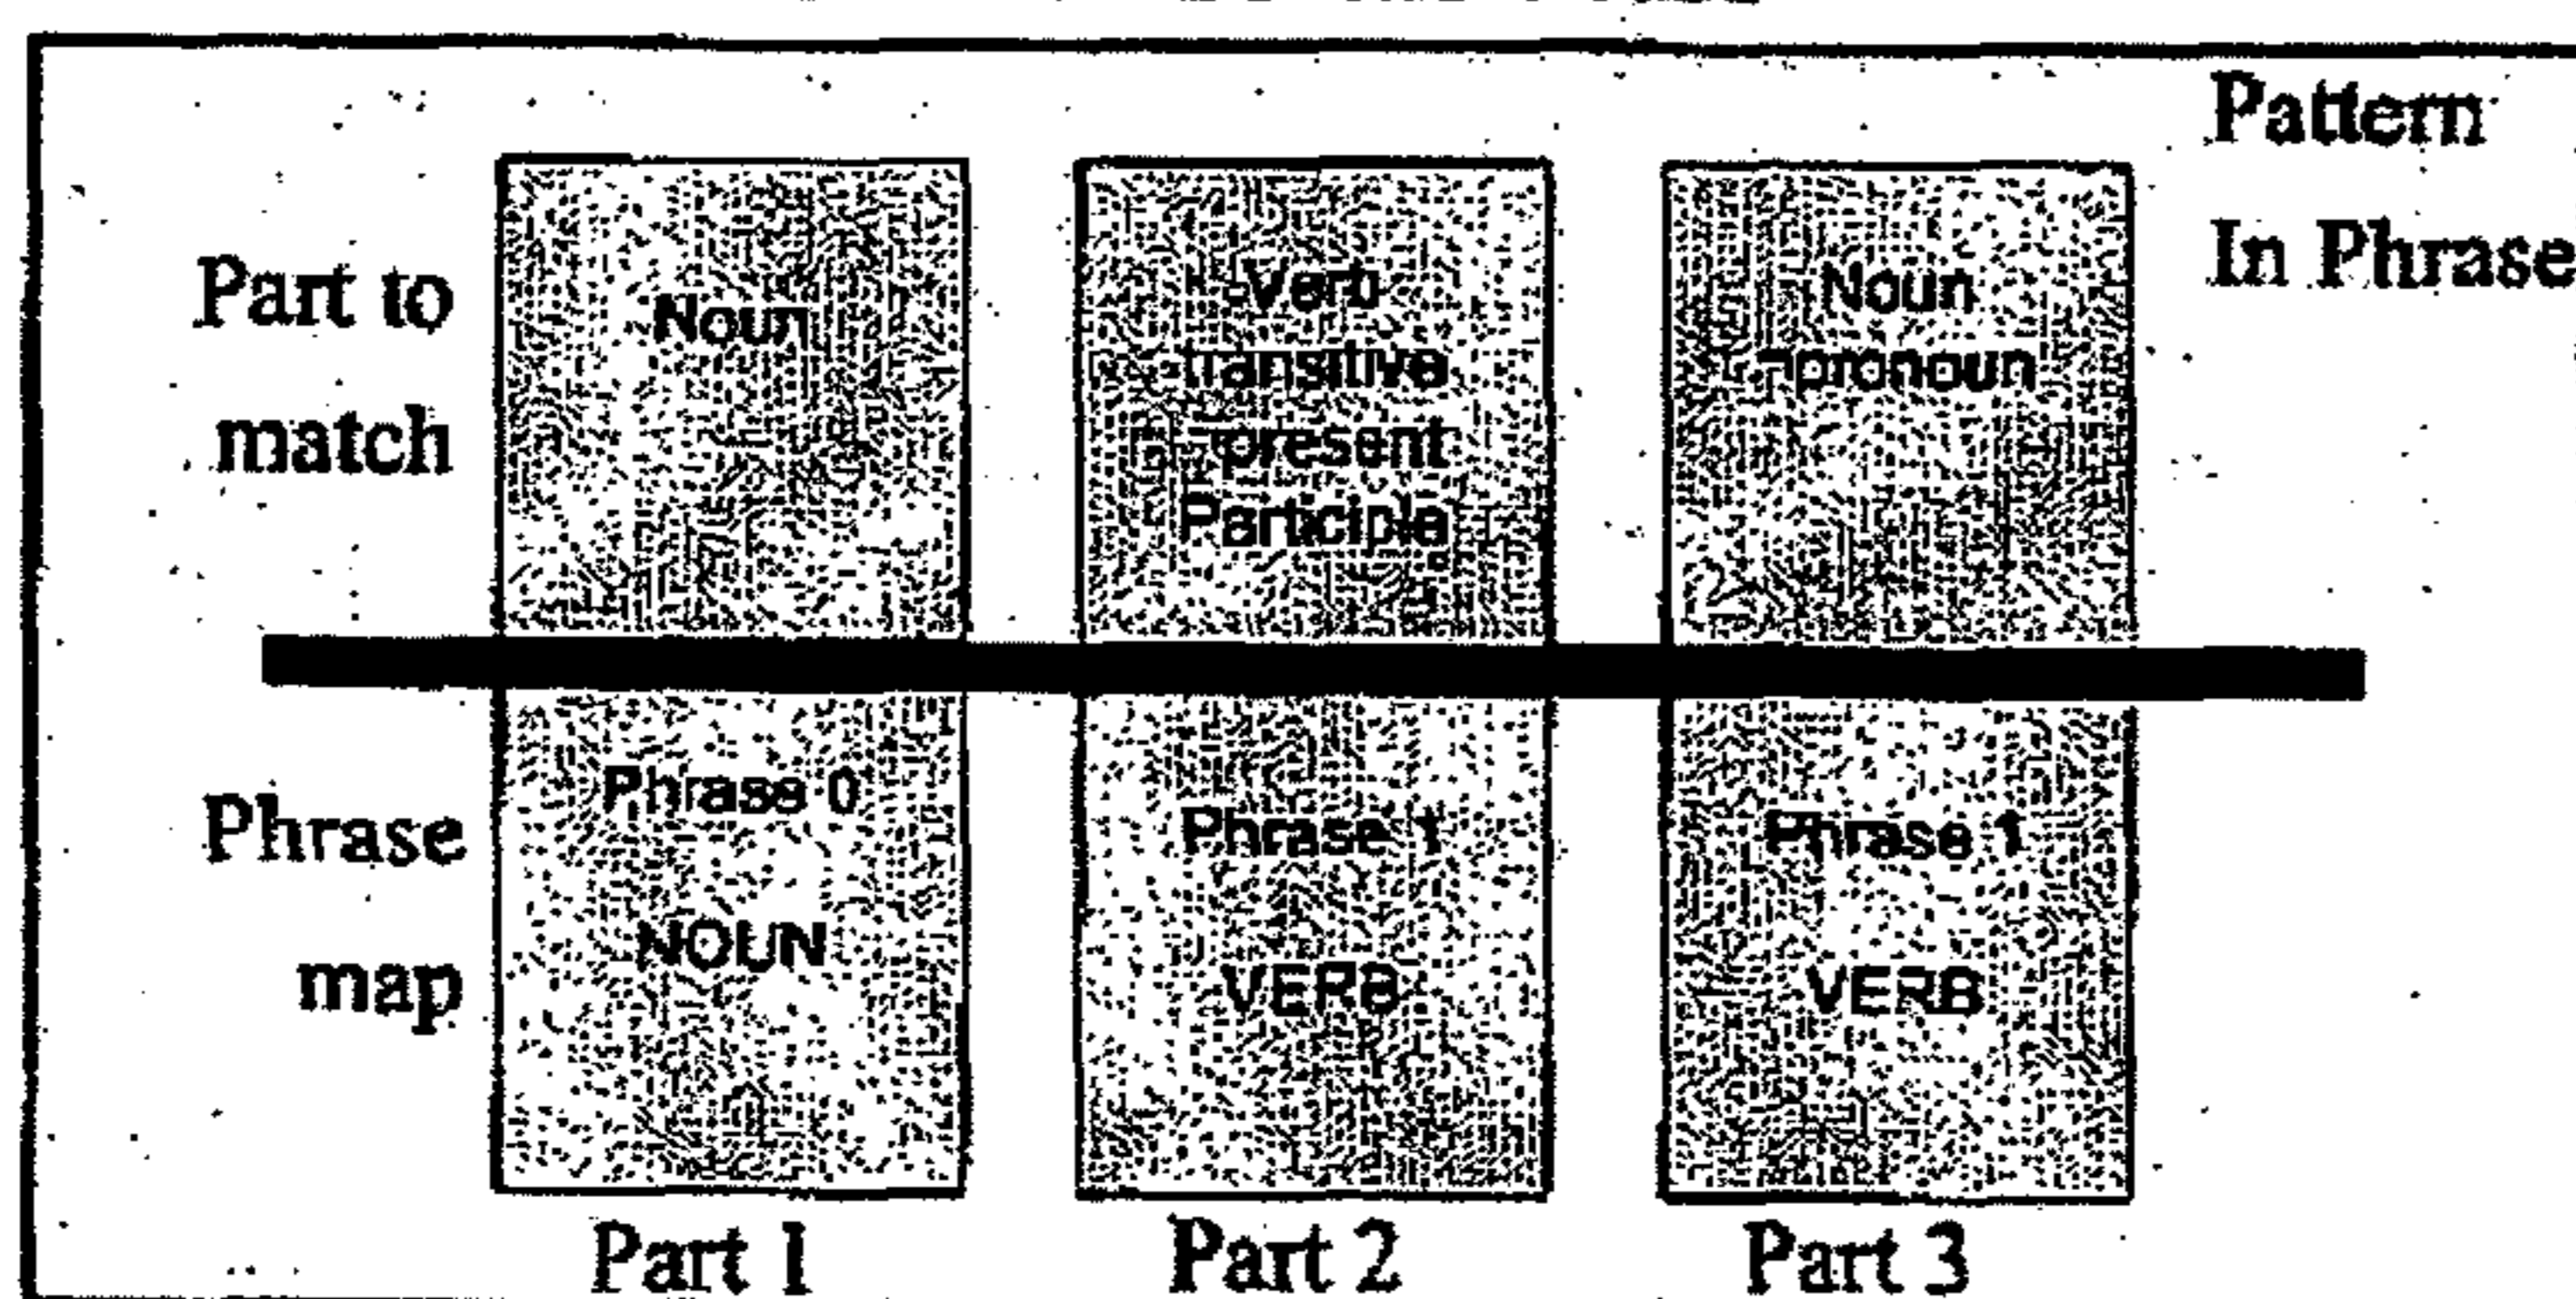 Pattern
In Phrase
Part to
match
Noun
Verb
transitive
¬present
Participle
Noun
¬pronoun
Phrase
map
Phrase 0
NOUN
Phrase 1
VERB
Phrase 1
VERB
Part 1
Part 2
Part 3